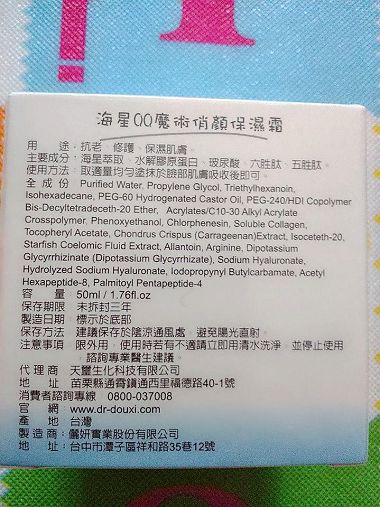 海星QQ魔術俏顏保濕霜
用　　途．抗老、修護、保濕肌膚。
主要成分．海星萃取、水解膠原蛋白、玻尿酸、六胜肽、五胜肽。
使用方法．取適量均勻塗抹於臉部肌膚吸收後即可。
全 成 份　Purified Water, Propylene Glycol, Triethylhexanoin,
Isohexadecane, PEG-60 Hydrogenated Castor Oil, PEG-240/HDI Copolymer
Bis-Decyltetradeceth-20 Ether,　Acrylates/C10-30 Alkyl Acrylate
Crosspolymer, Phenoxyethanol, Chlorphenesin, Soluble Collagen,
Tocopheryl Acetate, Chondrus Crispus (Carrageenan)Extract, Isoceteth-20,
Starfish Coelomic Fluid Extract, Allantoin, Arginine, Dipotassium
Glycyrrhizinate (Dipotassium Glycyrrhizate), Sodium Hyaluronate,
Hydrolyzed Sodium Hyaluronate, Iodopropynyl Butylcarbamate, Acetyl
Hexapeptide-8, Palmitoyl Pentapeptide-4
容　　量　50ml / 1.76fl.oz
保存期限　未拆封三年
製造日期　標示於底部
保存方法　建議保存於陰涼通風處，避免陽光直射。
注意事項　限外用，使用時若有不適請立即用清水洗淨，並停止使用
，諮詢專業醫生建議。
代 理 商　天璽生化科技有限公司
地　　址　苗栗縣通霄鎮通西里福德路40-1號
消費者諮詢專線　0800-037008
官　　網　www.dr-douxi.com
產　　地　台灣
製 造 商：儷妍實業股份有限公司
地　　址：台中市潭子區祥和路35巷12號